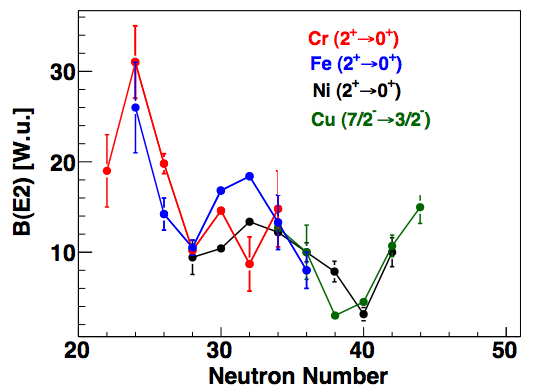 Cr (2⁺→0⁺)
Fe (2⁺→0⁺)
Ni (2⁺→0⁺)
Cu (7/2⁻→3/2⁻)
B(E2) [W.u.]
30
20
10
20 30 40 50
Neutron Number